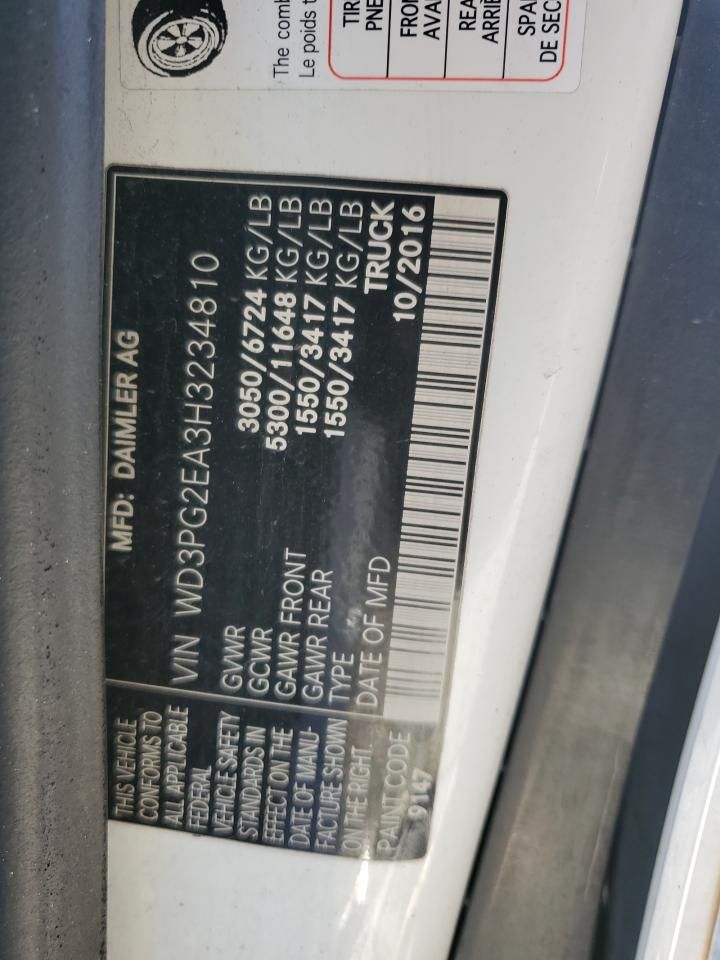 The comb
Le poids t
TIR
PNE
FRON
AVAN
REA
ARRIÈ
SPAR
DE SEC
MFD: DAIMLER AG
VIN WD3PG2EA3H3234810
GVWR 3050//6724 KG/LB
GCWR 5300/11648 KG/LB
GAWR FRONT 1550/3417 KG/LB
GAWR REAR 1550/3417 KG/LB
TYPE TRUCK
DATE OF MFD 10/2016
THIS VEHICLE
CONFORMS TO
ALL APPLICABLE
FEDERAL
VEHICLE SAFETY
STANDARDS IN
EFFECT ON THE
DATE OF MANU-
FACTURE SHOWN
ON THE RIGHT.
PAINT CODE
9147